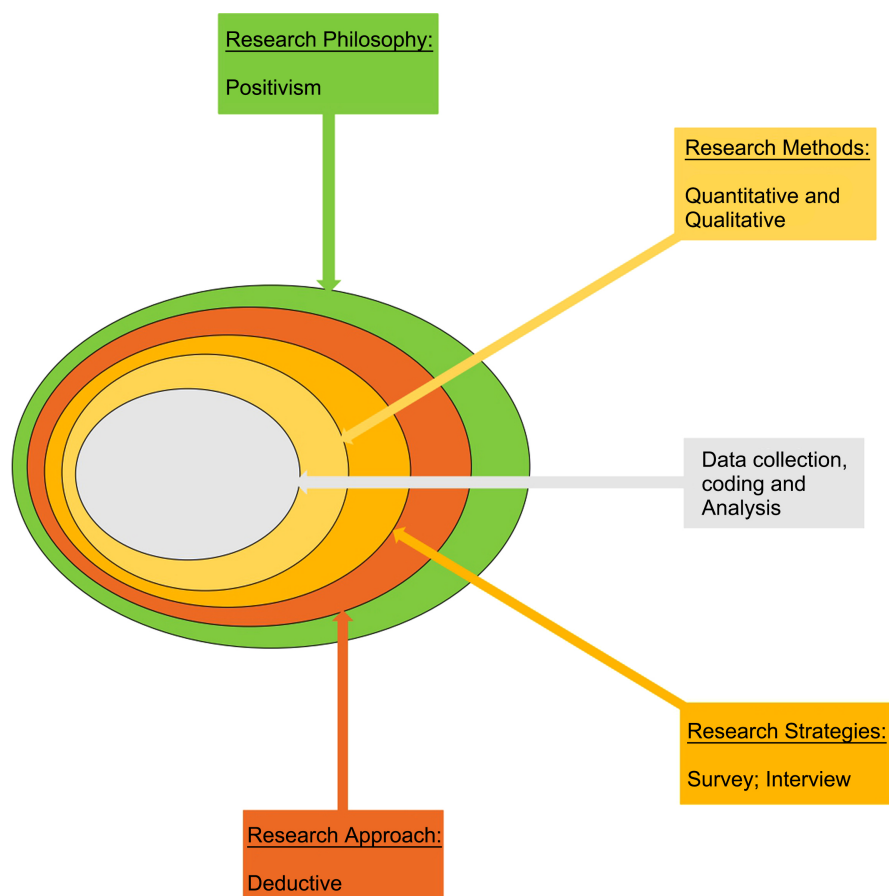 Research Philosophy:
Positivism
Research Methods:
Quantitative and
Qualitative
Data collection,
coding and
Analysis
Research Strategies:
Survey; Interview
Research Approach:
Deductive